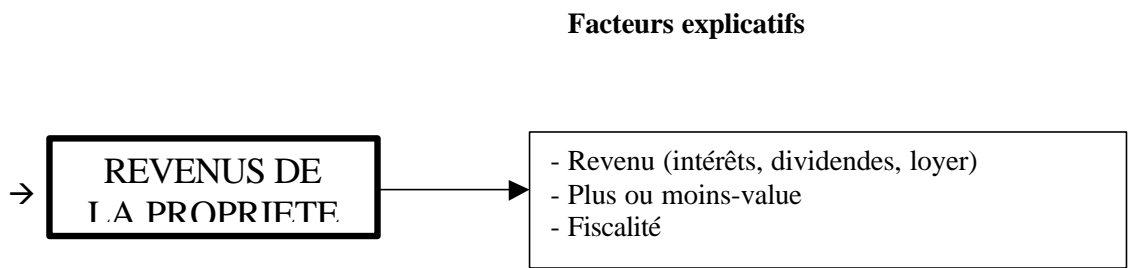 Facteurs explicatifs
→ REVENUS DE
LA PROPRIETE
- Revenu (intérêts, dividendes, loyer)
- Plus ou moins-value
- Fiscalité